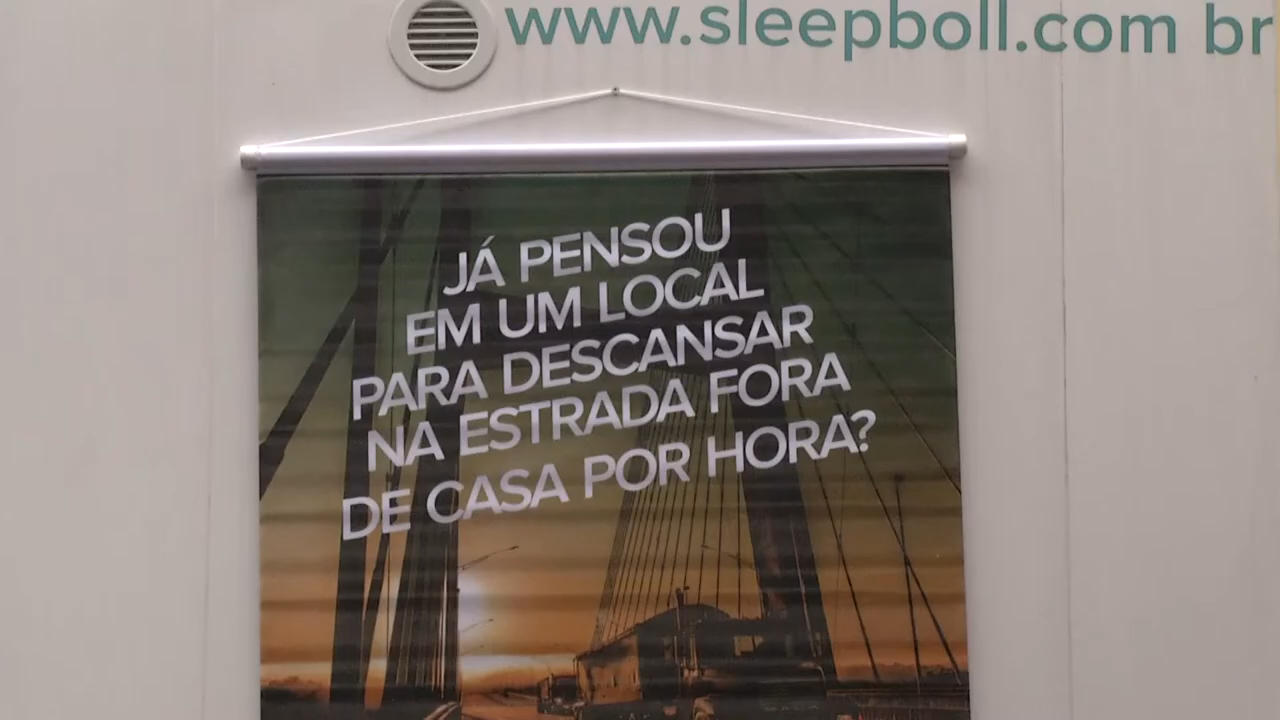 www.sleepboll.com br
JÁ PENSOU
EM UM LOCAL
PARA DESCANSAR
NA ESTRADA FORA
DE CASA POR HORA?